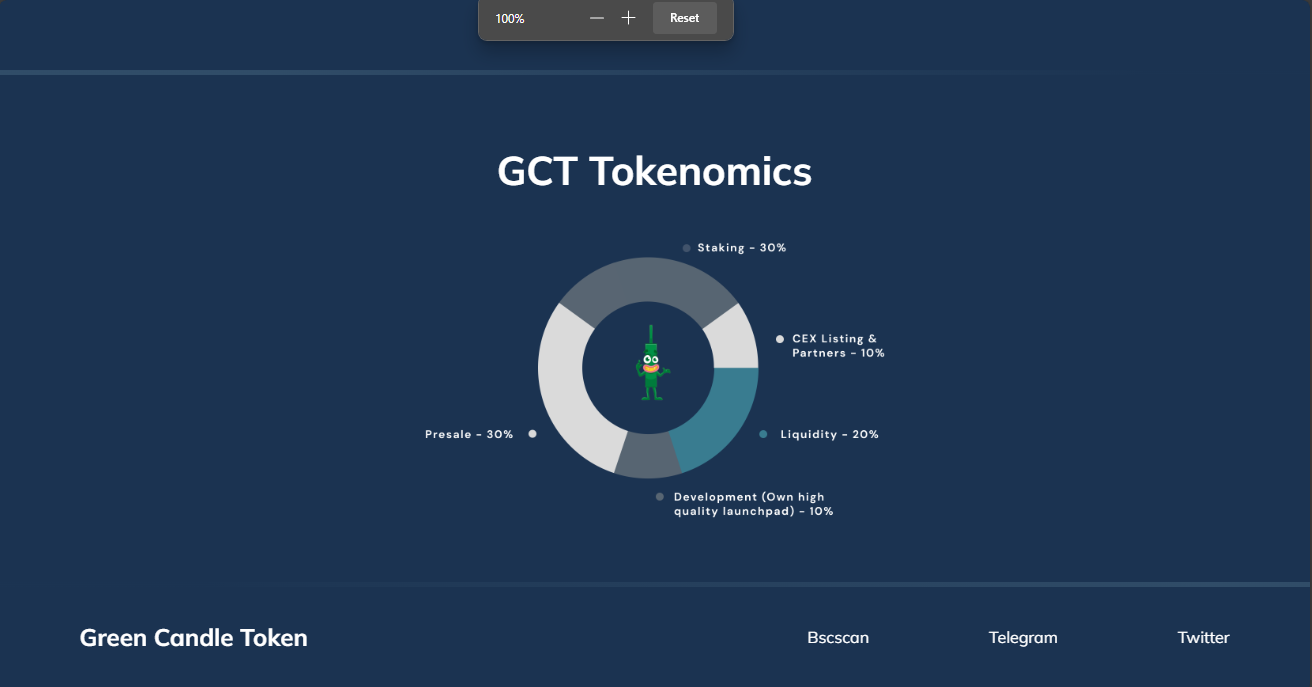 100%
Reset
GCT Tokenomics
Staking - 30%
CEX Listing &
Partners - 10%
Presale - 30%
Liquidity - 20%
Development (Own high
quality launchpad) - 10%
Green Candle Token
Bscscan
Telegram
Twitter